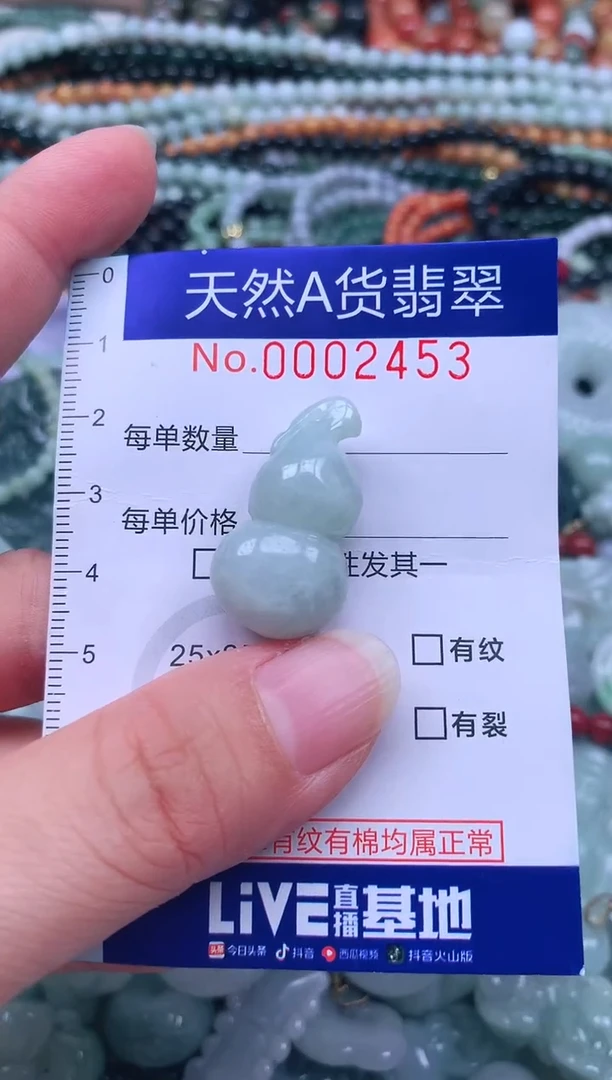 天然A货翡翠
No.0002453
0
1
2
3
4
5
每单数量
每单价格
发其一
25x
有纹
有裂
有纹有棉均属正常
LiVE直播基地
头条 今日头条 抖音 西瓜视频 抖音火山版